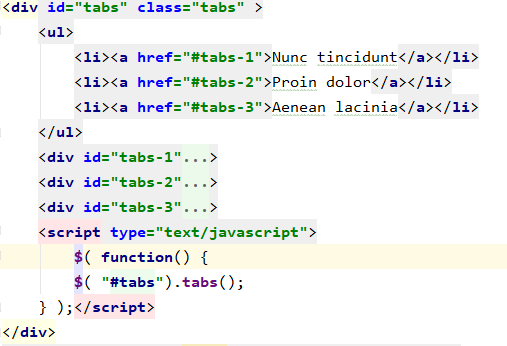 <div id="tabs" class="tabs" >
<ul>
<li><a href="#tabs-1">Nunc tincidunt</a></li>
<li><a href="#tabs-2">Proin dolor</a></li>
<li><a href="#tabs-3">Aenean lacinia</a></li>
</ul>
<div id="tabs-1"...>
<div id="tabs-2"...>
<div id="tabs-3"...>
<script type="text/javascript">
$( function() {
$( "#tabs").tabs();
} );</script>
</div>